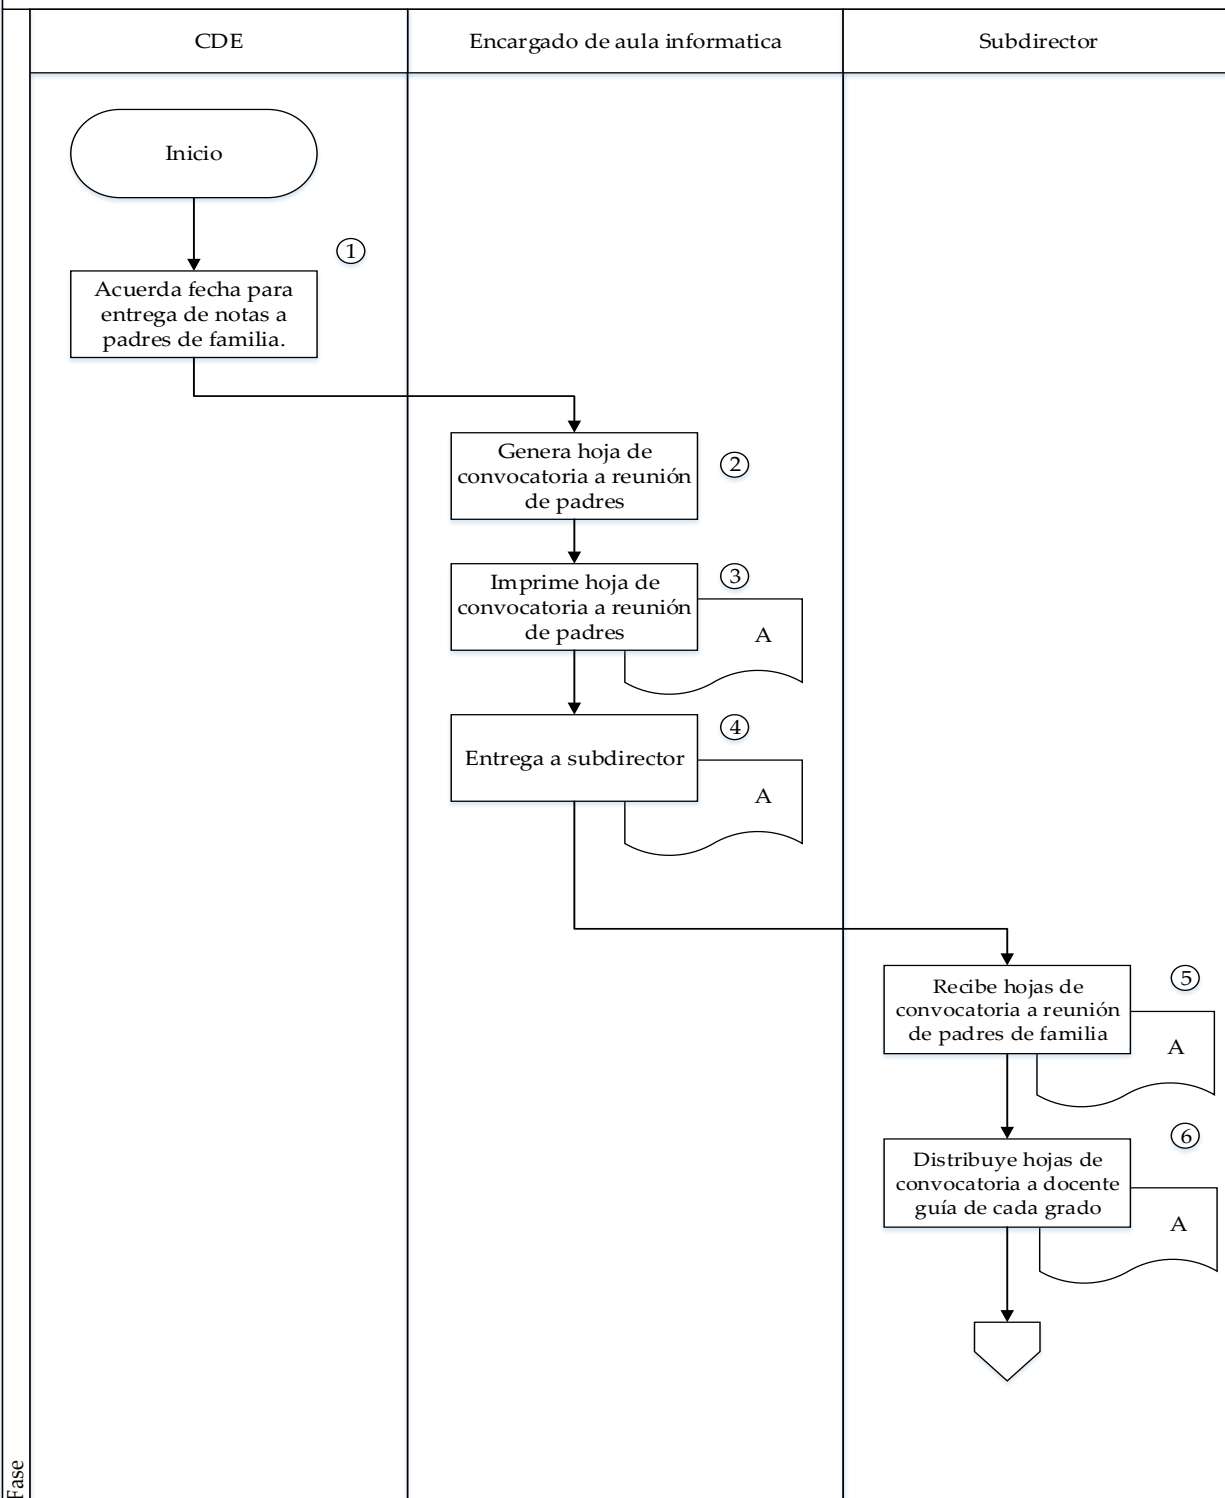 CDE
Encargado de aula informatica
Subdirector
Inicio
1
Acuerda fecha para
entrega de notas a
padres de familia.
Genera hoja de
convocatoria a reunión
de padres
2
Imprime hoja de
convocatoria a reunión
de padres
3
A
Entrega a subdirector
4
A
Recibe hojas de
convocatoria a reunión
de padres de familia
5
A
Distribuye hojas de
convocatoria a docente
guía de cada grado
6
A
Fase